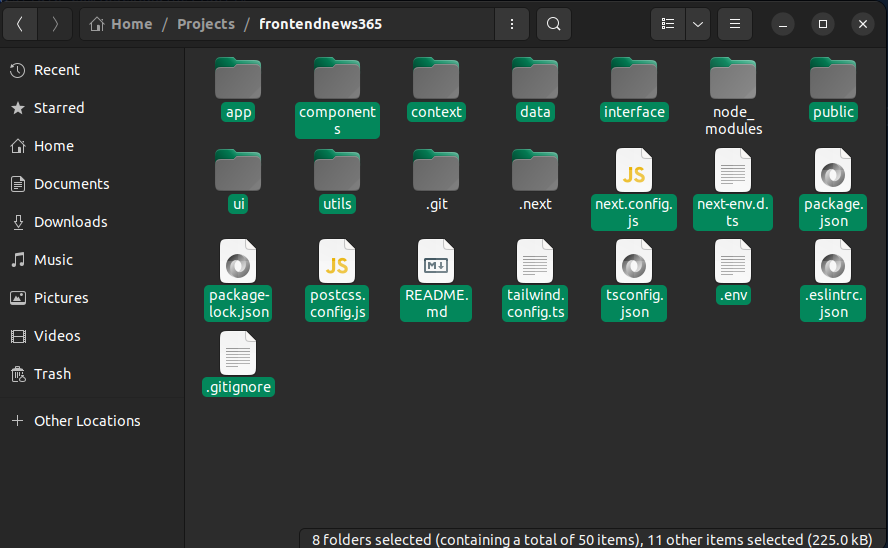 Home / Projects / frontendnews365
Recent
Starred
Home
Documents
Downloads
Music
Pictures
Videos
Trash
Other Locations
app
component
s
context
data
interface
node_
modules
public
ui
utils
.git
.next
JS
next.config.
js
next-env.d.
ts
package.
json
package-
lock.json
JS
postcss.
config.js
M
README.
md
tailwind.
config.ts
tsconfig.
json
.env
.eslintrc.
json
.gitignore
8 folders selected (containing a total of 50 items), 11 other items selected (225.0 kB)